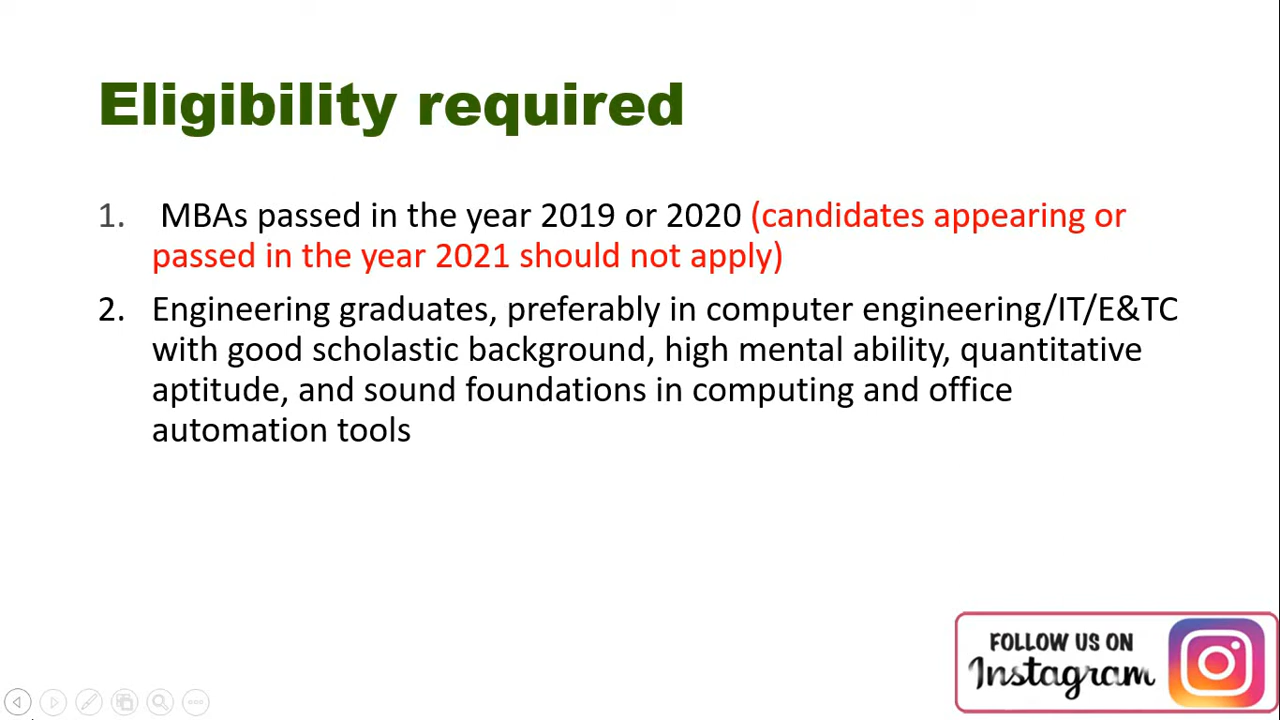 Eligibility required
1. MBAs passed in the year 2019 or 2020 (candidates appearing or
passed in the year 2021 should not apply)
2. Engineering graduates, preferably in computer engineering/IT/E&TC
with good scholastic background, high mental ability, quantitative
aptitude, and sound foundations in computing and office
automation tools
FOLLOW US ON
Instagram